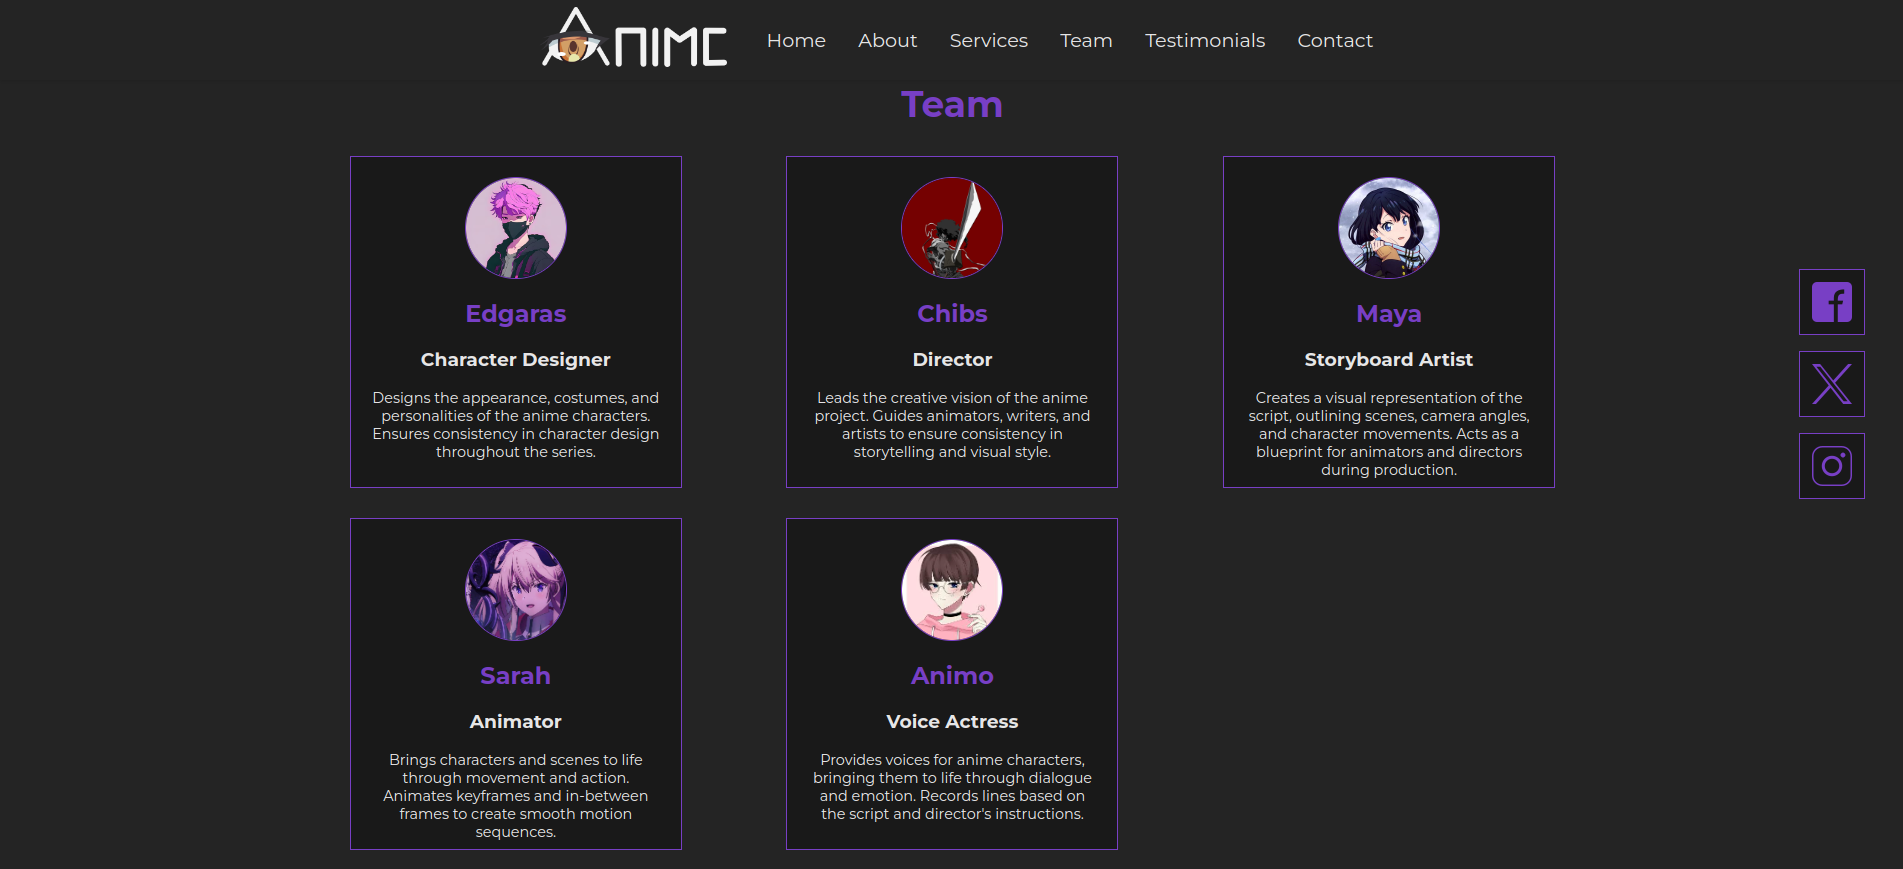 ANIME
Home
About
Services
Team
Testimonials
Contact
Team
Edgaras
Character Designer
Designs the appearance, costumes, and
personalities of the anime characters.
Ensures consistency in character design
throughout the series.
Chibs
Director
Leads the creative vision of the anime
project. Guides animators, writers, and
artists to ensure consistency in
storytelling and visual style.
Maya
Storyboard Artist
Creates a visual representation of the
script, outlining scenes, camera angles,
and character movements. Acts as a
blueprint for animators and directors
during production.
Sarah
Animator
Brings characters and scenes to life
through movement and action.
Animates keyframes and in-between
frames to create smooth motion
sequences.
Animo
Voice Actress
Provides voices for anime characters,
bringing them to life through dialogue
and emotion. Records lines based on
the script and director's instructions.